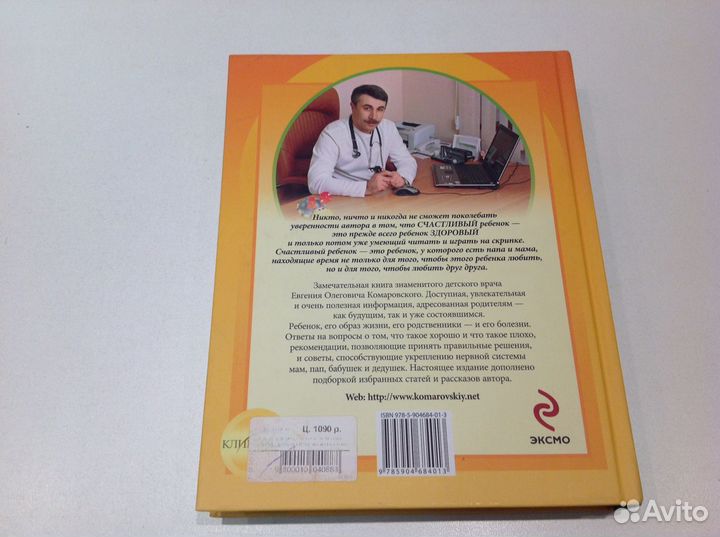 Никто, ничто и никогда не сможет поколебать
уверенности автора в том, что СЧАСТЛИВЫЙ ребенок —
это прежде всего ребенок ЗДОРОВЫЙ
и только потом уже умеющий читать и играть на скрипке.
Счастливый ребенок — это ребенок, у которого есть папа и мама,
находящие время не только для того, чтобы этого ребенка любить,
но и для того, чтобы любить друг друга.
Замечательная книга знаменитого детского врача
Евгения Олеговича Комаровского. Доступная, увлекательная
и очень полезная информация, адресованная родителям —
как будущим, так и уже состоявшимся.
Ребенок, его образ жизни, его родственники — и его болезни.
Ответы на вопросы о том, что такое хорошо и что такое плохо,
рекомендации, позволяющие принять правильные решения,
и советы, способствующие укреплению нервной системы
мам, пап, бабушек и дедушек. Настоящее издание дополнено
подборкой избранных статей и рассказов автора.
Web: http://www.komarovskiy.net
ISBN 978-5-904684-01-3
9 785904 684013
ЭКСМО
КЛИ
Ц. 1090 р.
Avito